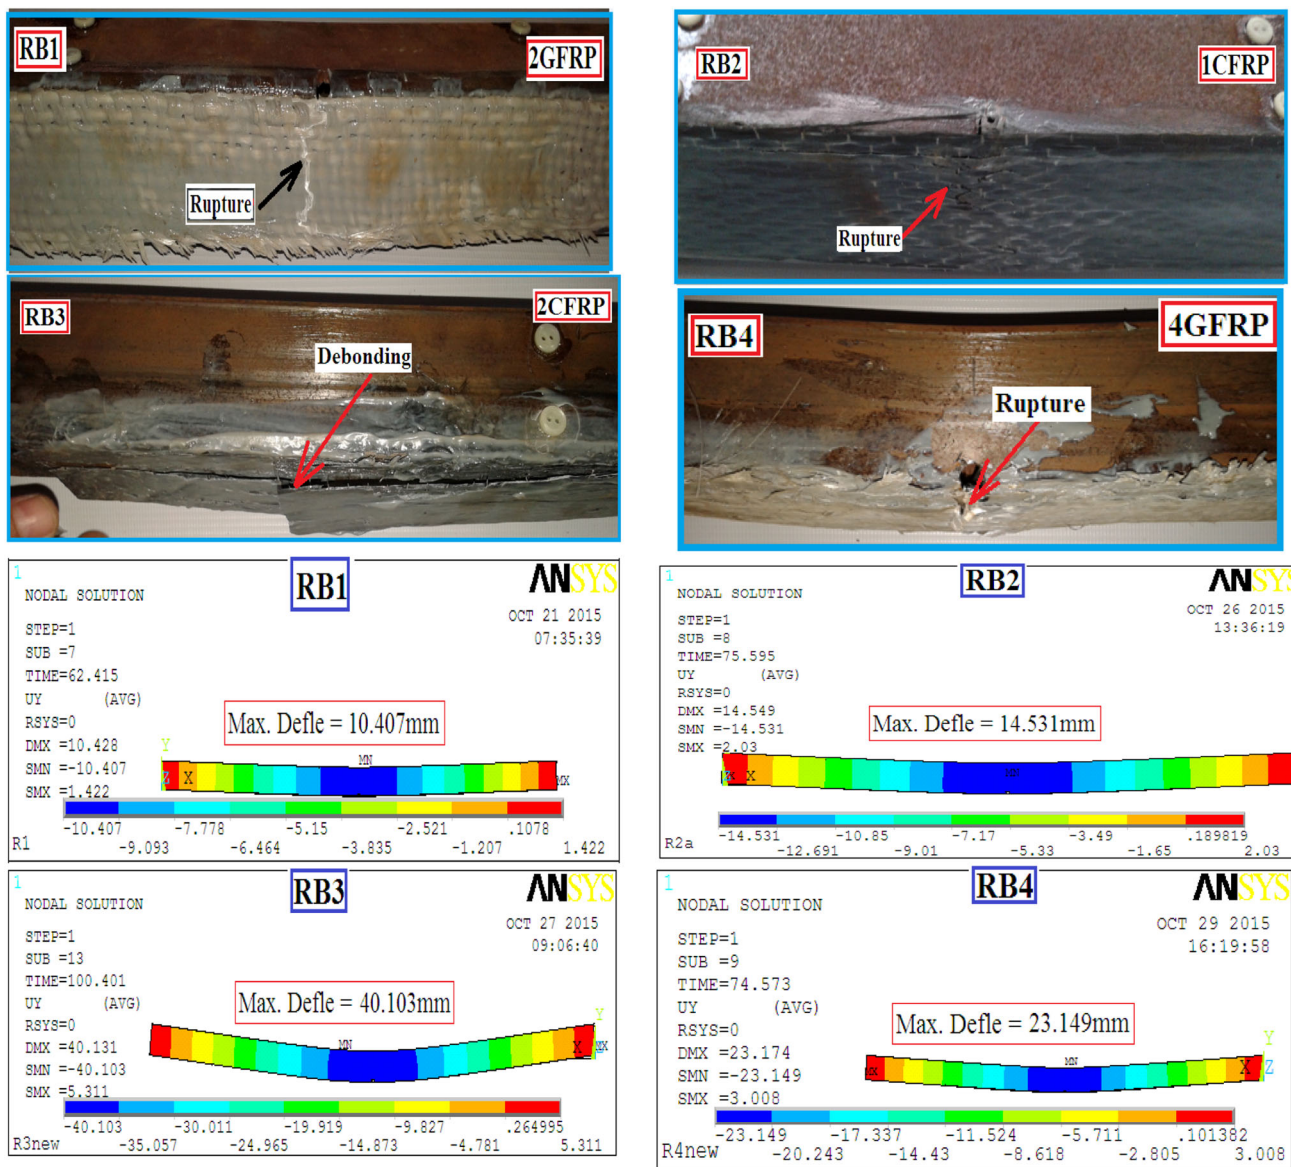 RB1
2GFRP
Rupture
RB2
1CFRP
Rupture
RB3
2CFRP
Debonding
RB4
4GFRP
Rupture
1
RB1
ANSYS
NODAL SOLUTION
OCT 21 2015
07:35:39
STEP=1
SUB =7
TIME=62.415
UY (AVG)
RSYS=0
DMX =10.428
SMN =-10.407
SMX =1.422
Max. Defle = 10.407mm
Y
Z
X
MN
MX
-10.407 -7.778 -5.15 -2.521 .1078
-9.093 -6.464 -3.835 -1.207 1.422
R1
1
RB2
ANSYS
NODAL SOLUTION
OCT 26 2015
13:36:19
STEP=1
SUB =8
TIME=75.595
UY (AVG)
RSYS=0
DMX =14.549
SMN =-14.531
SMX =2.03
Max. Defle = 14.531mm
X
MN
-14.531 -10.85 -7.17 -3.49 .189819
-12.691 -9.01 -5.33 -1.65 2.03
R2a
1
RB3
ANSYS
NODAL SOLUTION
OCT 27 2015
09:06:40
STEP=1
SUB =13
TIME=100.401
UY (AVG)
RSYS=0
DMX =40.131
SMN =-40.103
SMX =5.311
Max. Defle = 40.103mm
Y
MN
X
-40.103 -30.011 -19.919 -9.827 .264995
-35.057 -24.965 -14.873 -4.781 5.311
R3new
1
RB4
ANSYS
NODAL SOLUTION
OCT 29 2015
16:19:58
STEP=1
SUB =9
TIME=74.573
UY (AVG)
RSYS=0
DMX =23.174
SMN =-23.149
SMX =3.008
Max. Defle = 23.149mm
Y
MN
MX
X
Z
-23.149 -17.337 -11.524 -5.711 .101382
-20.243 -14.43 -8.618 -2.805 3.008
R4new